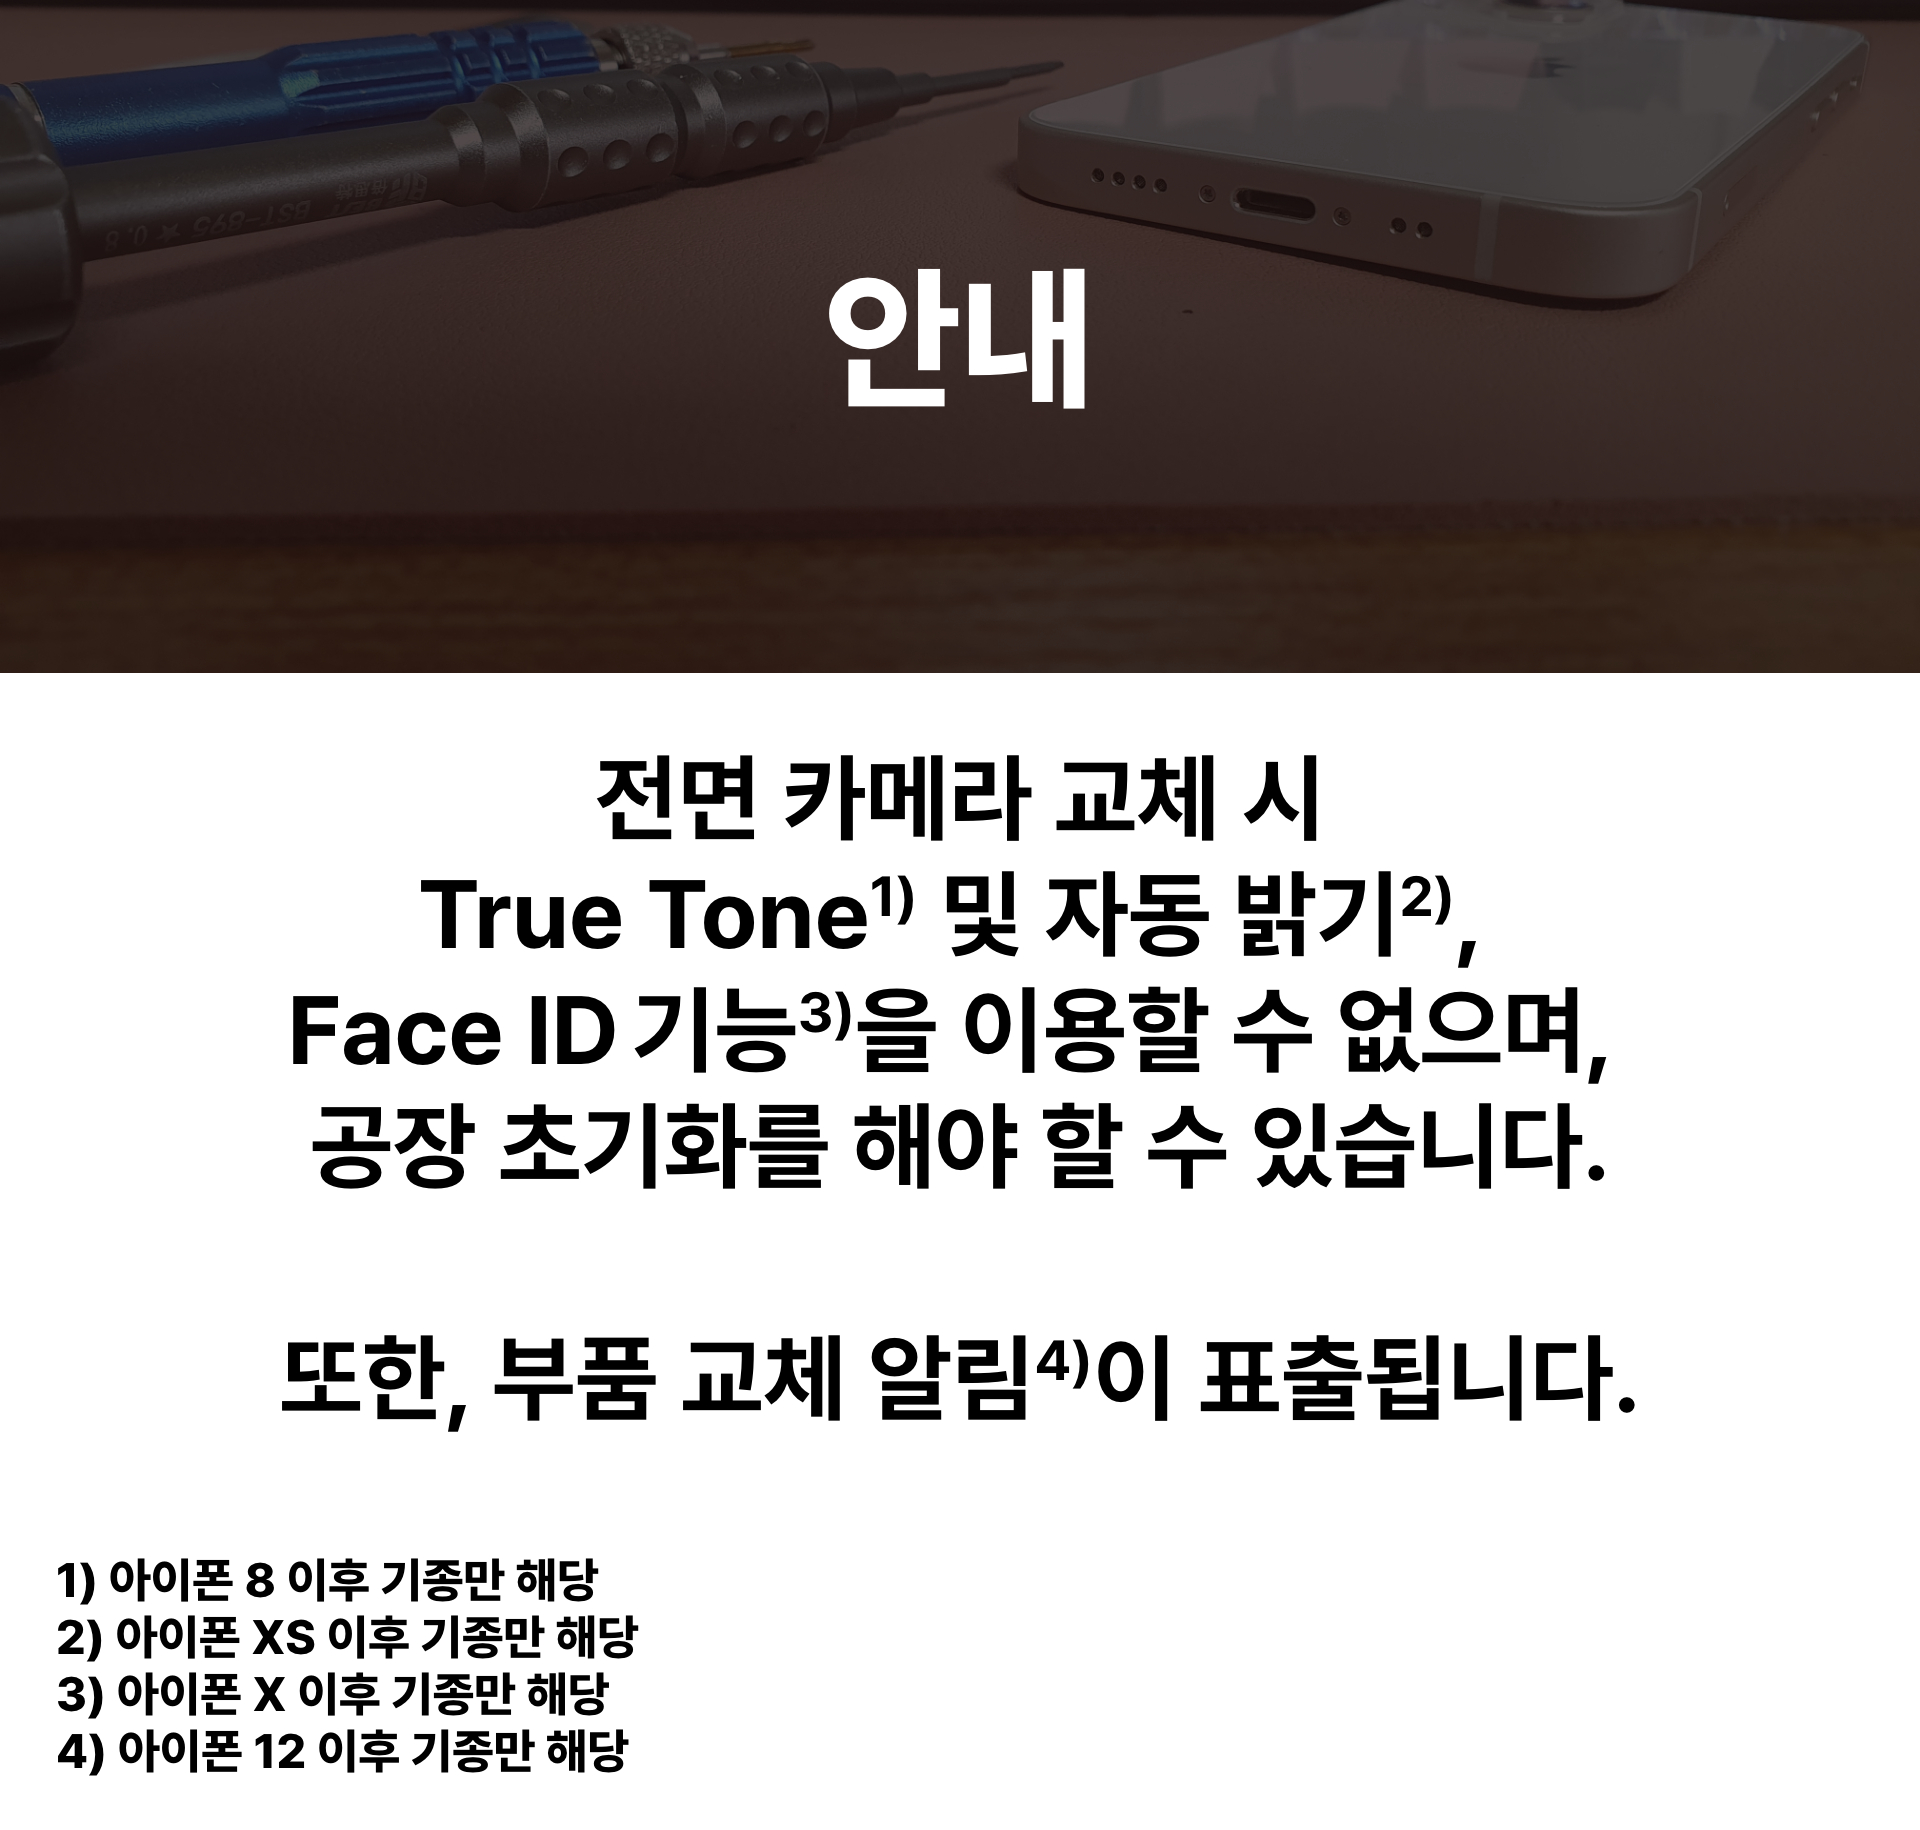 BST-895 ★ 0.8
안내
전면 카메라 교체 시
True Tone1) 및 자동 밝기2),
Face ID 기능3)을 이용할 수 없으며,
공장 초기화를 해야 할 수 있습니다.
또한, 부품 교체 알림4)이 표출됩니다.
1) 아이폰 8 이후 기종만 해당
2) 아이폰 XS 이후 기종만 해당
3) 아이폰 X 이후 기종만 해당
4) 아이폰 12 이후 기종만 해당